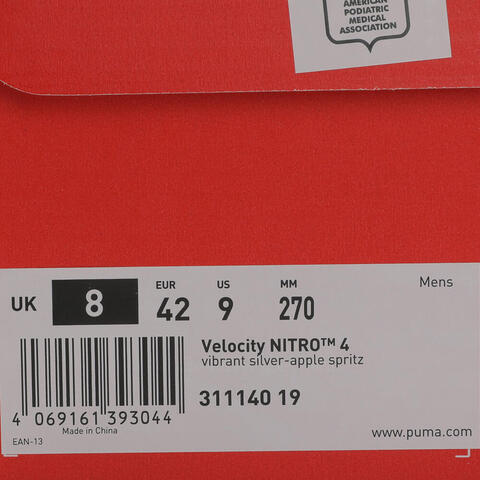 AMERICAN
PODIATRIC
MEDICAL
ASSOCIATION
UK 8 EUR 42 US 9 MM 270 Mens
Velocity NITRO™ 4
vibrant silver-apple spritz
311140 19
4 069161 393044
Made in China
EAN-13
www.puma.com